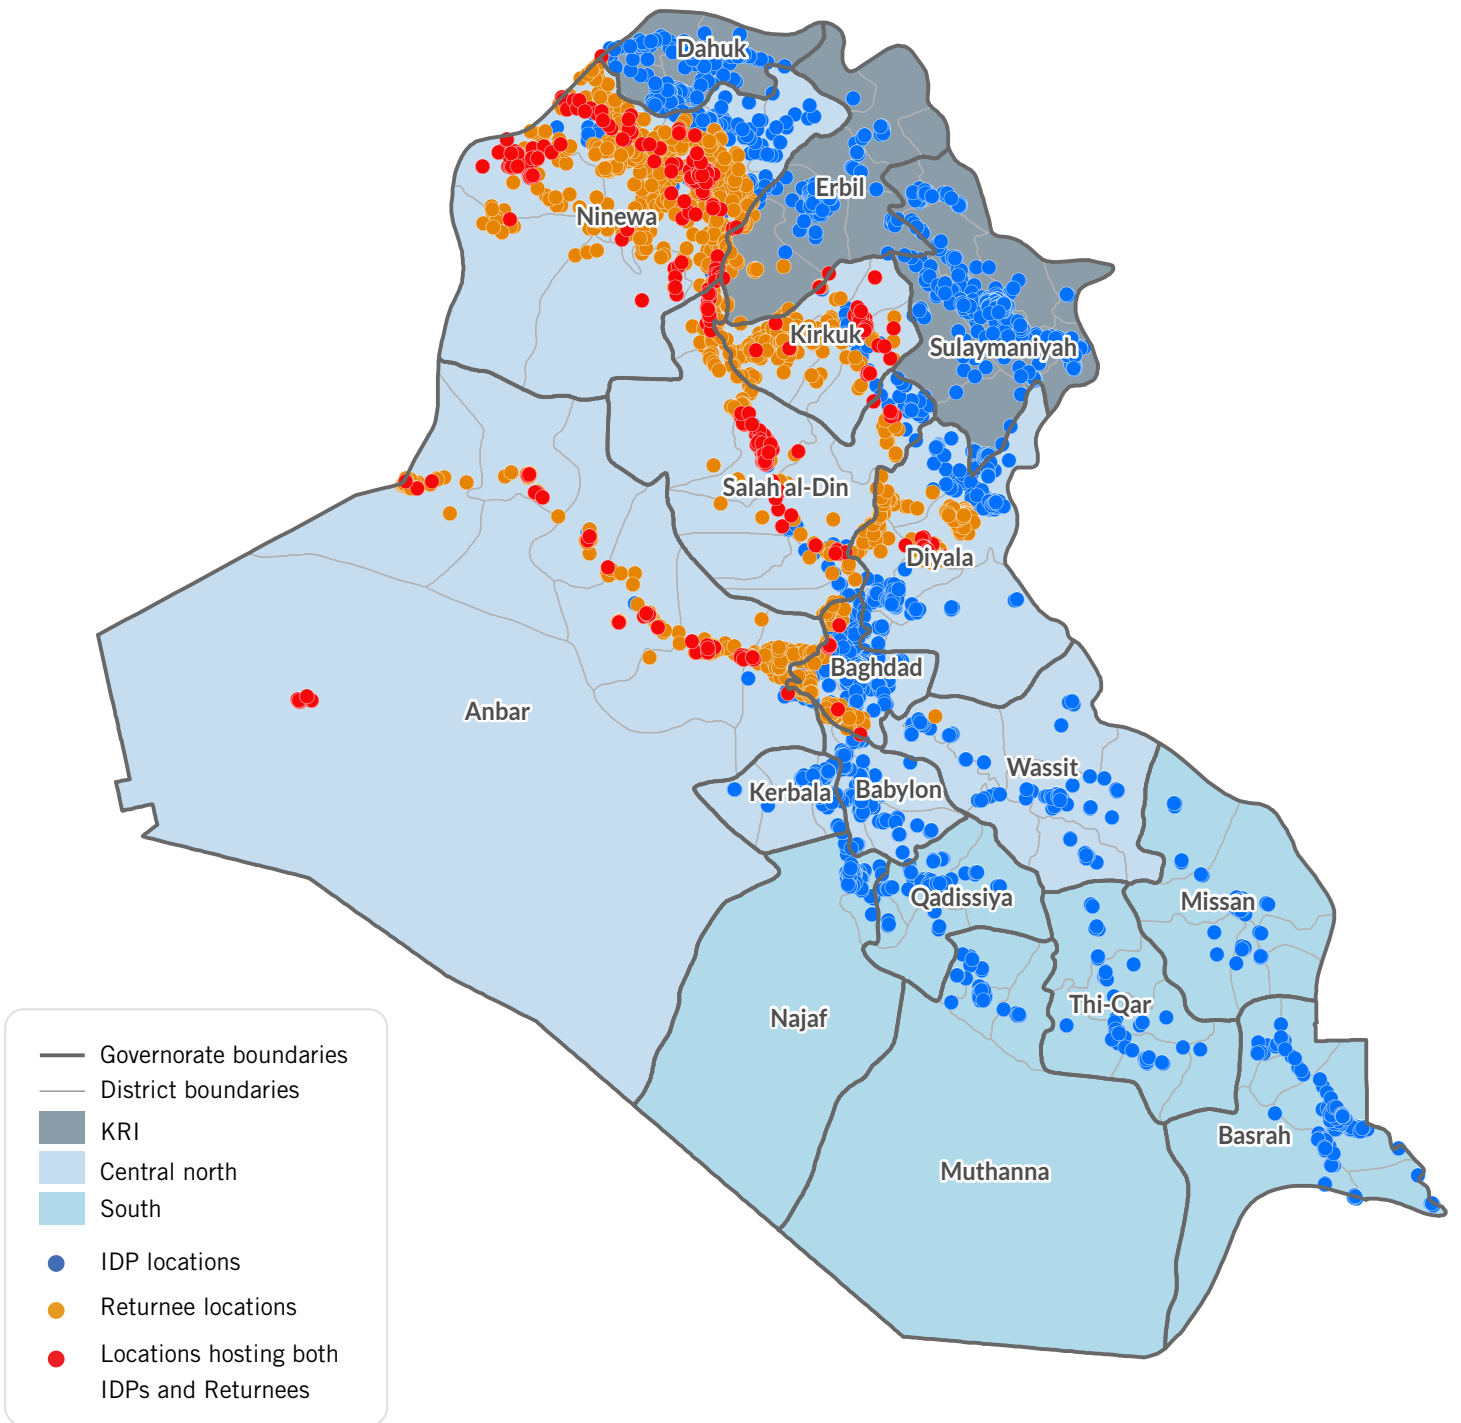 Dahuk
Erbil
Ninewa
Kirkuk
Sulaymaniyah
Salah al-Din
Diyala
Baghdad
Anbar
Wassit
Kerbala
Babylon
Qadissiya
Missan
Thi-Qar
Najaf
Basrah
Muthanna
Governorate boundaries
District boundaries
KRI
Central north
South
IDP locations
Returnee locations
Locations hosting both
IDPs and Returnees